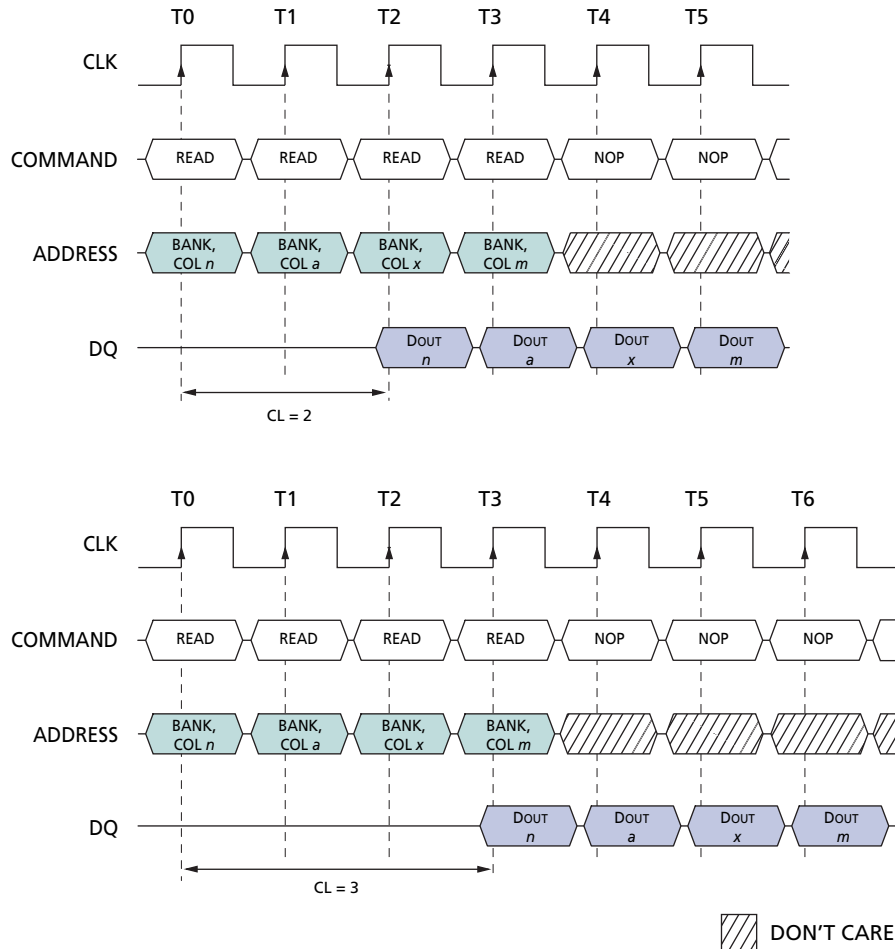 T0 T1 T2 T3 T4 T5
CLK
COMMAND READ READ READ READ NOP NOP
ADDRESS BANK, COL n BANK, COL a BANK, COL x BANK, COL m
DQ DOUT n DOUT a DOUT x DOUT m
CL = 2
T0 T1 T2 T3 T4 T5 T6
CLK
COMMAND READ READ READ READ NOP NOP NOP
ADDRESS BANK, COL n BANK, COL a BANK, COL x BANK, COL m
DQ DOUT n DOUT a DOUT x DOUT m
CL = 3
DON'T CARE